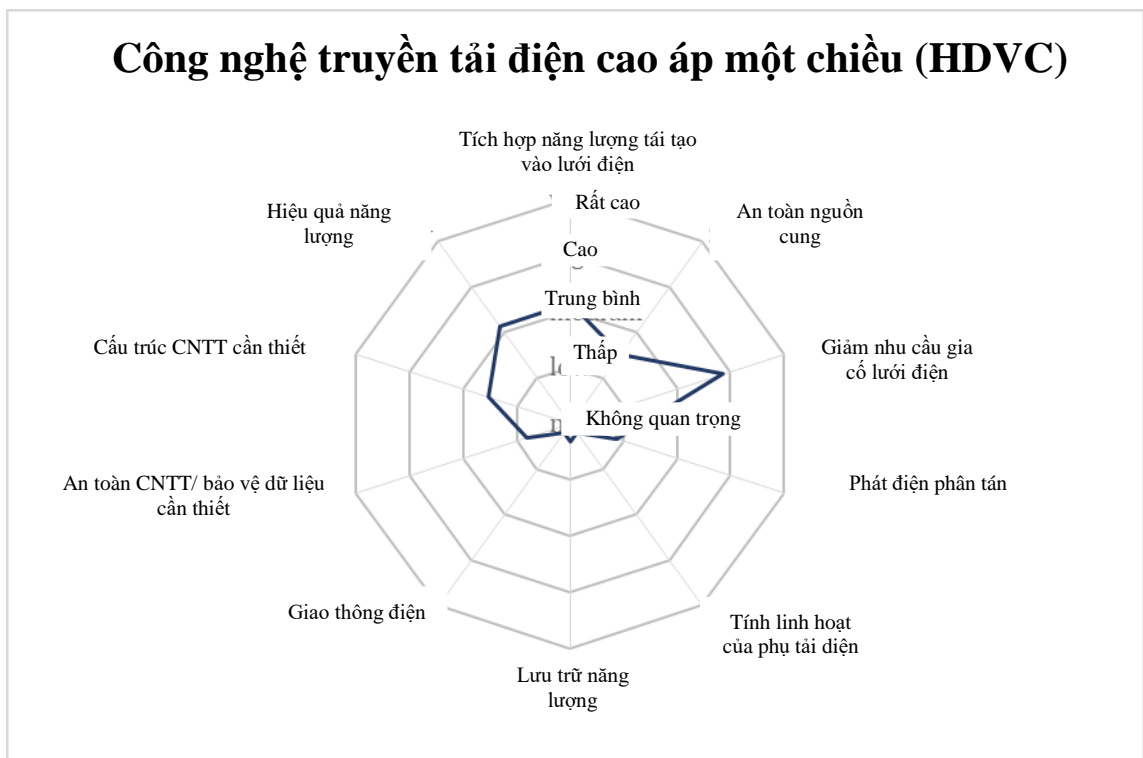 Công nghệ truyền tải điện cao áp một chiều (HDVC)
Tích hợp năng lượng tái tạo
vào lưới điện
Rất cao
Cao
Trung bình
Thấp
Không quan trọng
An toàn nguồn
cung
Giảm nhu cầu gia
cố lưới điện
Phát điện phân tán
Tính linh hoạt
của phụ tải diện
Lưu trữ năng
lượng
Giao thông điện
An toàn CNTT/ bảo vệ dữ liệu
cần thiết
Cấu trúc CNTT cần thiết
Hiệu quả năng
lượng